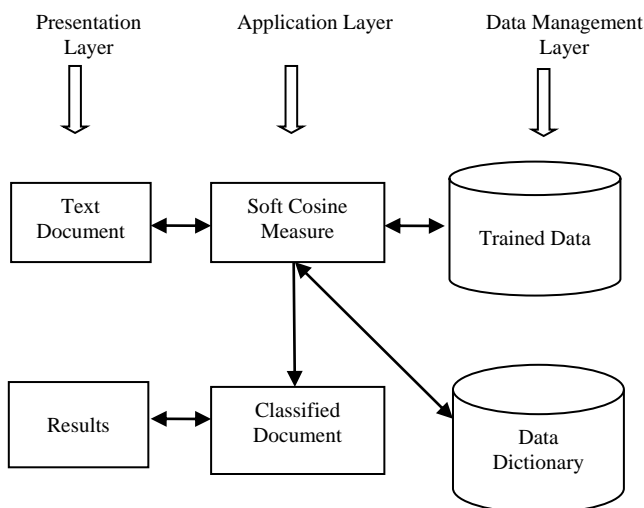 Presentation
Layer
Application Layer
Data Management
Layer
Text
Document
Soft Cosine
Measure
Trained Data
Results
Classified
Document
Data
Dictionary